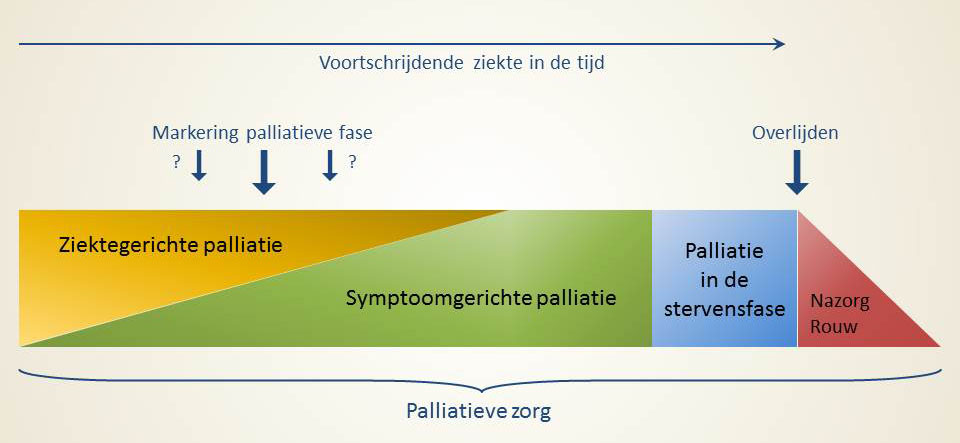 Voortschrijdende ziekte in de tijd
Markering palliatieve fase
? ?
Overlijden
Ziektegerichte palliatie
Symptoomgerichte palliatie
Palliatie
in de
stervensfase
Nazorg
Rouw
Palliatieve zorg